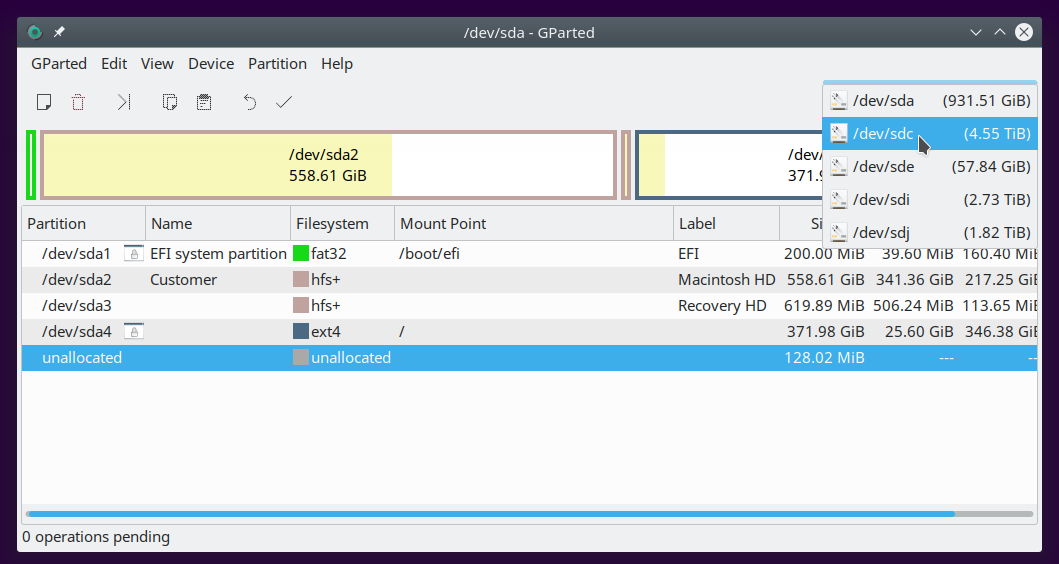 /dev/sda - GParted
GParted Edit View Device Partition Help
/dev/sda (931.51 GiB)
/dev/sdc (4.55 TiB)
/dev/sde (57.84 GiB)
/dev/sdi (2.73 TiB)
/dev/sdj (1.82 TiB)
/dev/sda2
558.61 GiB
/dev/
371.9
Partition Name Filesystem Mount Point Label Si
/dev/sda1 EFI system partition fat32 /boot/efi EFI 200.00 MiB 39.60 MiB 160.40 MiB
/dev/sda2 Customer hfs+ Macintosh HD 558.61 GiB 341.36 GiB 217.25 GiB
/dev/sda3 hfs+ Recovery HD 619.89 MiB 506.24 MiB 113.65 MiB
/dev/sda4 ext4 / 371.98 GiB 25.60 GiB 346.38 GiB
unallocated unallocated 128.02 MiB --- --
0 operations pending